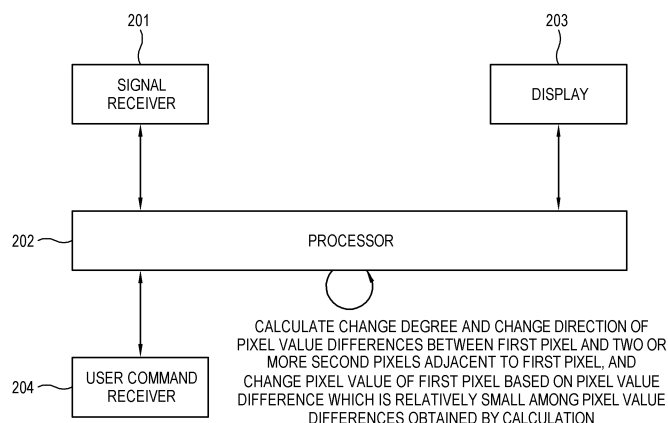 201
203
SIGNAL
RECEIVER
DISPLAY
202
PROCESSOR
CALCULATE CHANGE DEGREE AND CHANGE DIRECTION OF
PIXEL VALUE DIFFERENCES BETWEEN FIRST PIXEL AND TWO OR
MORE SECOND PIXELS ADJACENT TO FIRST PIXEL, AND
CHANGE PIXEL VALUE OF FIRST PIXEL BASED ON PIXEL VALUE
DIFFERENCE WHICH IS RELATIVELY SMALL AMONG PIXEL VALUE
DIFFERENCES OBTAINED BY CALCULATION
204
USER COMMAND
RECEIVER